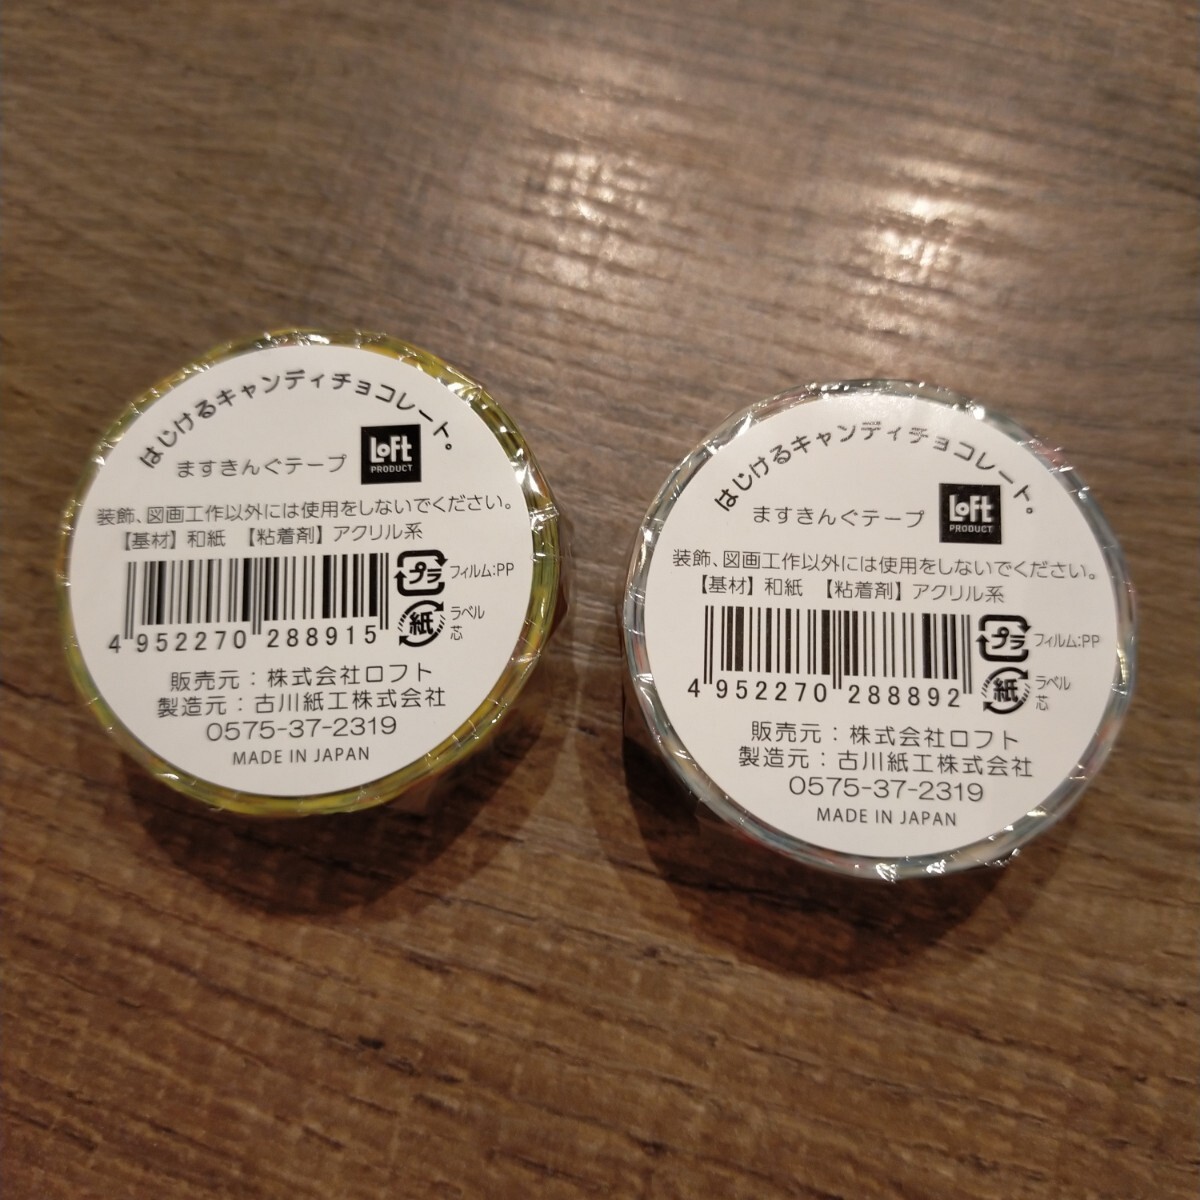 はじけるキャンディチョコレート。
ますきんぐテープ
LoFt
PRODUCT
装飾、図画工作以外には使用をしないでください。
【基材】和紙 【粘着剤】アクリル系
プラ
フィルム:PP
紙
ラベル
芯
4 952270 288915
販売元：株式会社ロフト
製造元：古川紙工株式会社
0575-37-2319
MADE IN JAPAN
はじけるキャンディチョコレート。
ますきんぐテープ
LoFt
PRODUCT
装飾、図画工作以外には使用をしないでください。
【基材】和紙 【粘着剤】アクリル系
プラ
フィルム:PP
紙
ラベル
芯
4 952270 288892
販売元：株式会社ロフト
製造元：古川紙工株式会社
0575-37-2319
MADE IN JAPAN